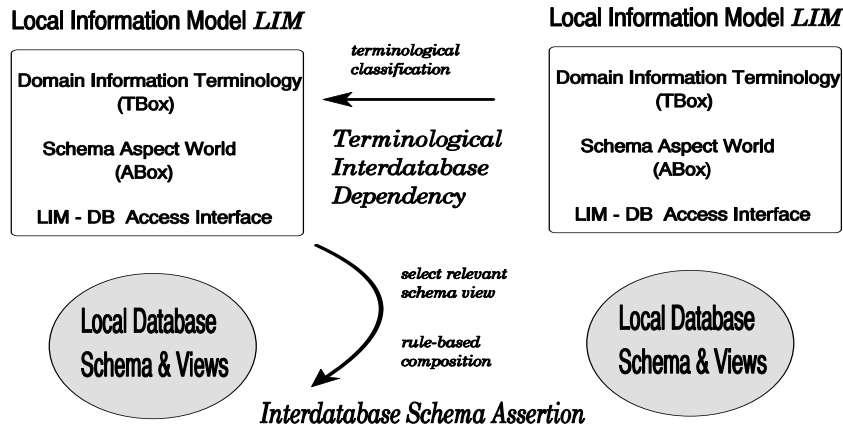 Local Information Model LIM
Domain Information Terminology
(TBox)
Schema Aspect World
(ABox)
LIM - DB Access Interface
Local Database
Schema & Views
terminological
classification
Terminological
Interdatabase
Dependency
select relevant
schema view
rule-based
composition
Interdatabase Schema Assertion
Local Information Model LIM
Domain Information Terminology
(TBox)
Schema Aspect World
(ABox)
LIM - DB Access Interface
Local Database
Schema & Views